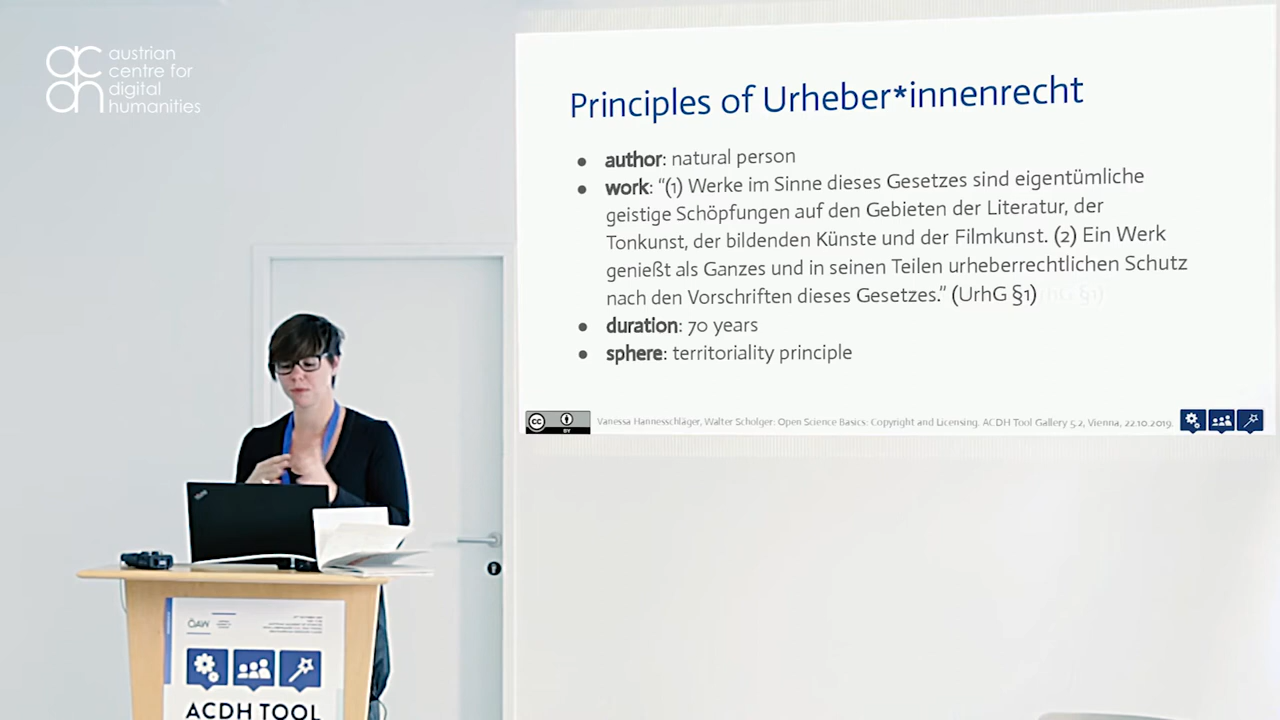 austrian
centre for
digital
humanities
Principles of Urheber*innenrecht
● author: natural person
● work: “(1) Werke im Sinne dieses Gesetzes sind eigentümliche
geistige Schöpfungen auf den Gebieten der Literatur, der
Tonkunst, der bildenden Künste und der Filmkunst. (2) Ein Werk
genießt als Ganzes und in seinen Teilen urheberrechtlichen Schutz
nach den Vorschriften dieses Gesetzes.“ (UrhG §1)
● duration: 70 years
● sphere: territoriality principle
cc BY Vanessa Hannesschläger, Walter Scholger: Open Science Basics: Copyright and Licensing. ACDH Tool Gallery 5.2, Vienna, 22.10.2019.
ÖAW
ACDH TOOL